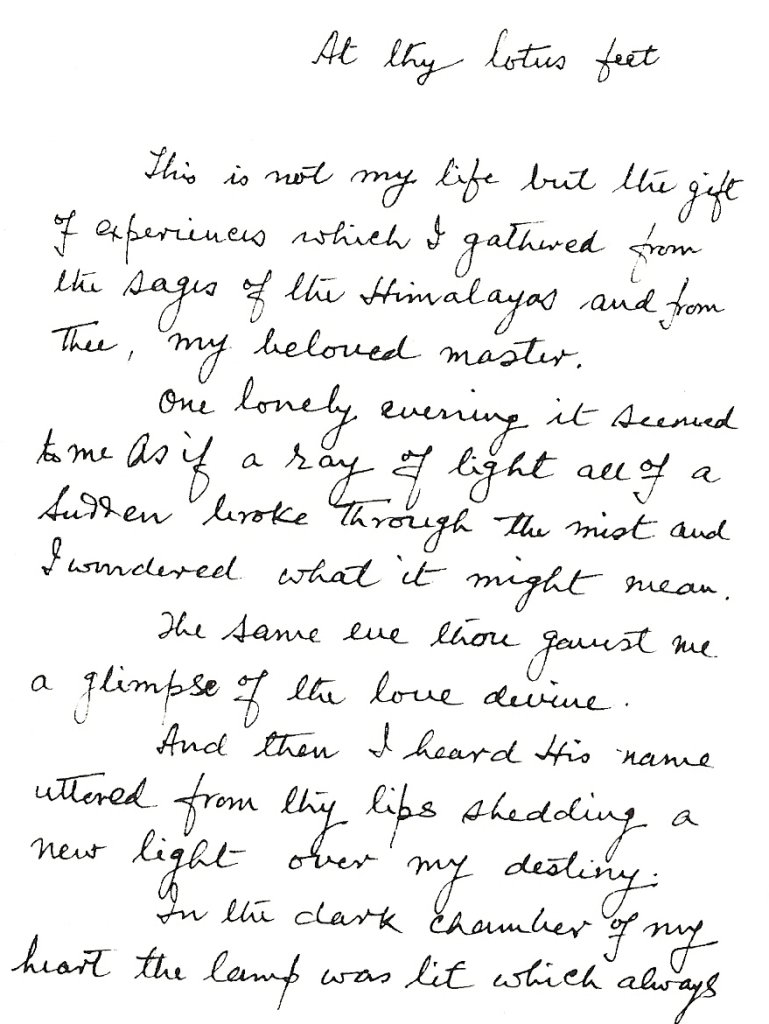 At thy lotus feet
This is not my life but the gift
of experiences which I gathered from
the sages of the Himalayas and from
Thee, my beloved master.
One lonely evening it seemed
to me As if a ray of light all of a
sudden broke through the mist and
I wondered what it might mean.
The same eve thou gavest me
a glimpse of the love devine.
And then I heard His name
uttered from thy lips shedding a
new light over my destiny.
In the dark chamber of my
heart the lamp was lit which always